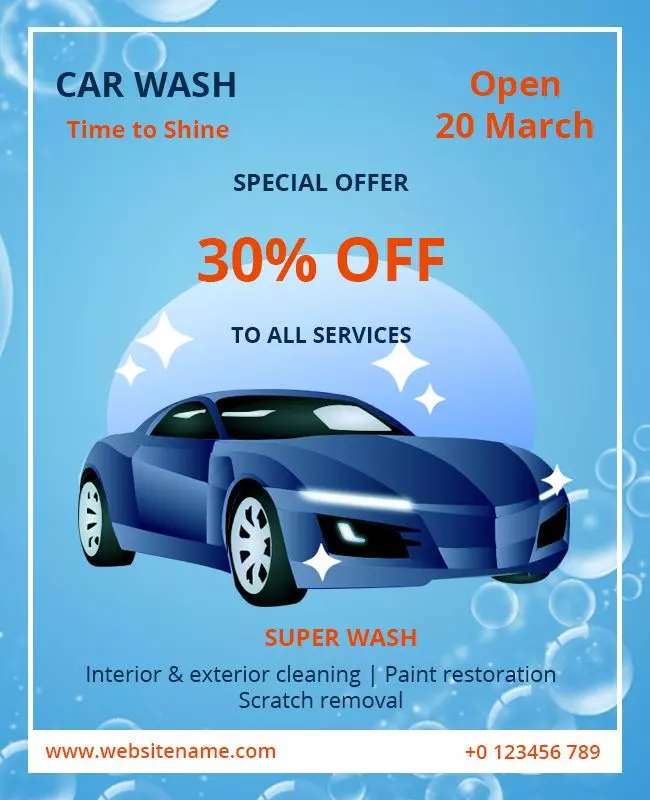 CAR WASH
Time to Shine
Open
20 March
SPECIAL OFFER
30% OFF
TO ALL SERVICES
SUPER WASH
Interior & exterior cleaning | Paint restoration
Scratch removal
www.websitename.com
+0 123456 789